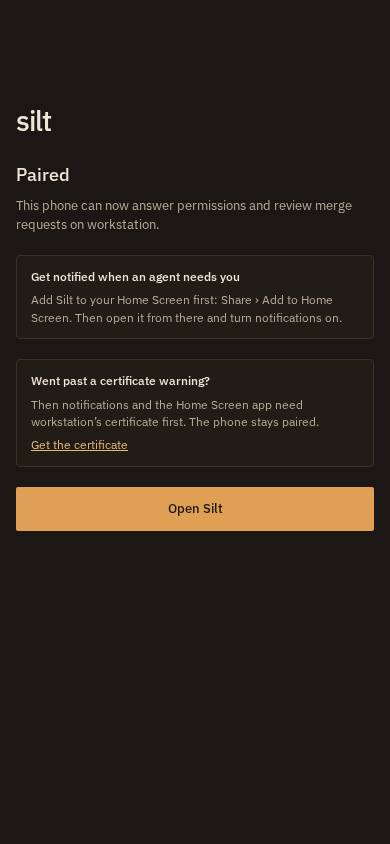 silt
Paired
This phone can now answer permissions and review merge
requests on workstation.
Get notified when an agent needs you
Add Silt to your Home Screen first: Share › Add to Home
Screen. Then open it from there and turn notifications on.
Went past a certificate warning?
Then notifications and the Home Screen app need
workstation’s certificate first. The phone stays paired.
Get the certificate
Open Silt